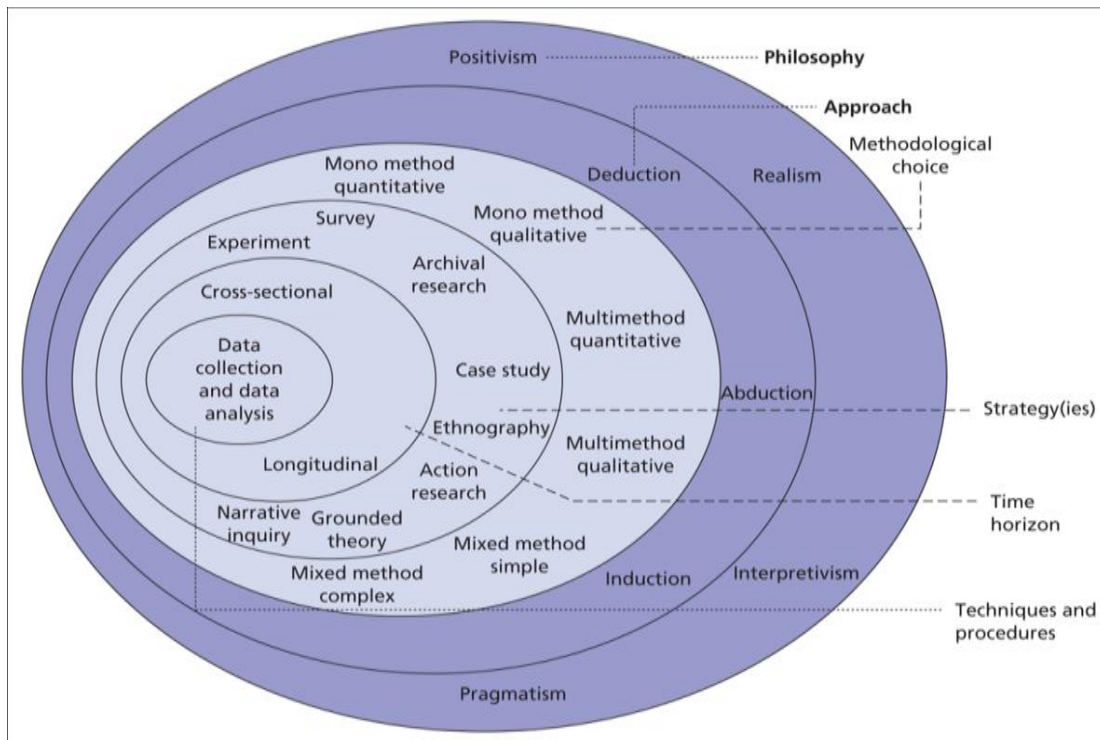 Positivism
Philosophy
Approach
Methodological
choice
Deduction
Realism
Mono method
quantitative
Mono method
qualitative
Survey
Experiment
Archival
research
Cross-sectional
Multimethod
quantitative
Data
collection
and data
analysis
Case study
Abduction
Strategy(ies)
Ethnography
Multimethod
qualitative
Longitudinal
Action
research
Time
horizon
Narrative
inquiry
Grounded
theory
Mixed method
simple
Mixed method
complex
Induction
Interpretivism
Techniques and
procedures
Pragmatism